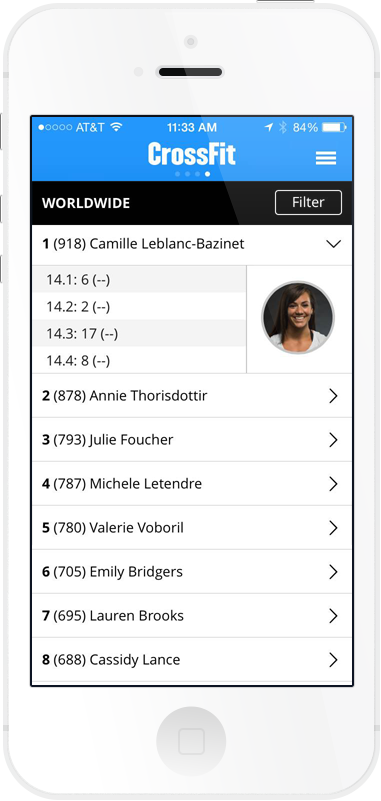 AT&T 11:33 AM 84%
CrossFit
WORLDWIDE Filter
1 (918) Camille Leblanc-Bazinet
14.1: 6 (--)
14.2: 2 (--)
14.3: 17 (--)
14.4: 8 (--)
2 (878) Annie Thorisdottir
3 (793) Julie Foucher
4 (787) Michele Letendre
5 (780) Valerie Voboril
6 (705) Emily Bridgers
7 (695) Lauren Brooks
8 (688) Cassidy Lance